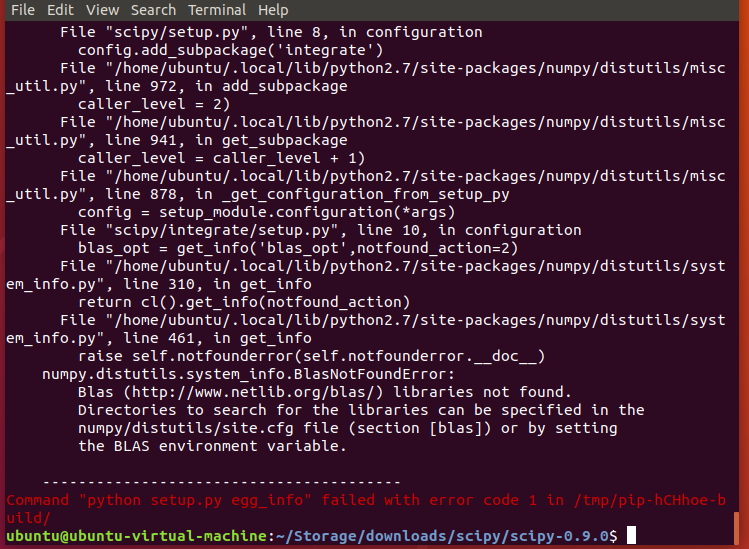 File Edit View Search Terminal Help
File "scipy/setup.py", line 8, in configuration
config.add_subpackage('integrate')
File "/home/ubuntu/.local/lib/python2.7/site-packages/numpy/distutils/misc
_util.py", line 972, in add_subpackage
caller_level = 2)
File "/home/ubuntu/.local/lib/python2.7/site-packages/numpy/distutils/misc
_util.py", line 941, in get_subpackage
caller_level = caller_level + 1)
File "/home/ubuntu/.local/lib/python2.7/site-packages/numpy/distutils/misc
_util.py", line 878, in _get_configuration_from_setup_py
config = setup_module.configuration(*args)
File "scipy/integrate/setup.py", line 10, in configuration
blas_opt = get_info('blas_opt',notfound_action=2)
File "/home/ubuntu/.local/lib/python2.7/site-packages/numpy/distutils/syst
em_info.py", line 310, in get_info
return cl().get_info(notfound_action)
File "/home/ubuntu/.local/lib/python2.7/site-packages/numpy/distutils/syst
em_info.py", line 461, in get_info
raise self.notfounderror(self.notfounderror.__doc__)
numpy.distutils.system_info.BlasNotFoundError:
Blas (http://www.netlib.org/blas/) libraries not found.
Directories to search for the libraries can be specified in the
numpy/distutils/site.cfg file (section [blas]) or by setting
the BLAS environment variable.
----------------------------------------
Command "python setup.py egg_info" failed with error code 1 in /tmp/pip-hCHhoe-b
uild/
ubuntu@ubuntu-virtual-machine:~/Storage/downloads/scipy/scipy-0.9.0$